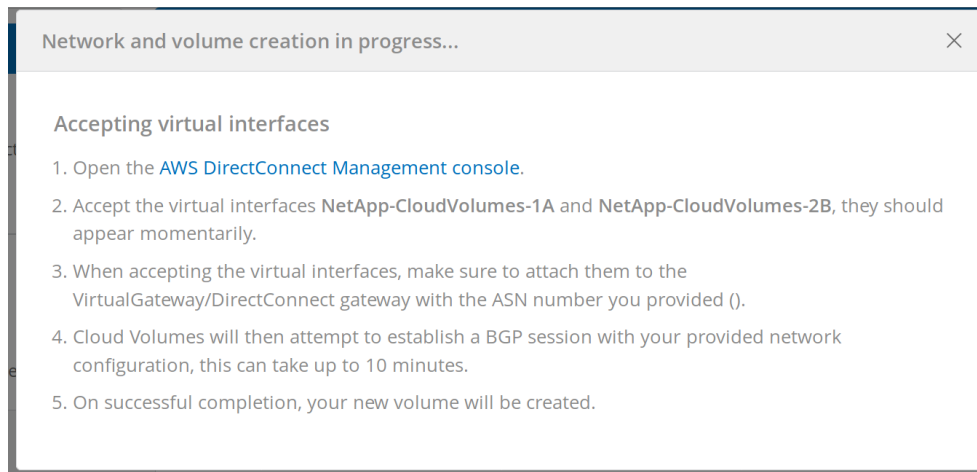 Network and volume creation in progress...
Accepting virtual interfaces
1. Open the AWS DirectConnect Management console.
2. Accept the virtual interfaces NetApp-CloudVolumes-1A and NetApp-CloudVolumes-2B, they should
appear momentarily.
3. When accepting the virtual interfaces, make sure to attach them to the
VirtualGateway/DirectConnect gateway with the ASN number you provided ().
4. Cloud Volumes will then attempt to establish a BGP session with your provided network
configuration, this can take up to 10 minutes.
5. On successful completion, your new volume will be created.